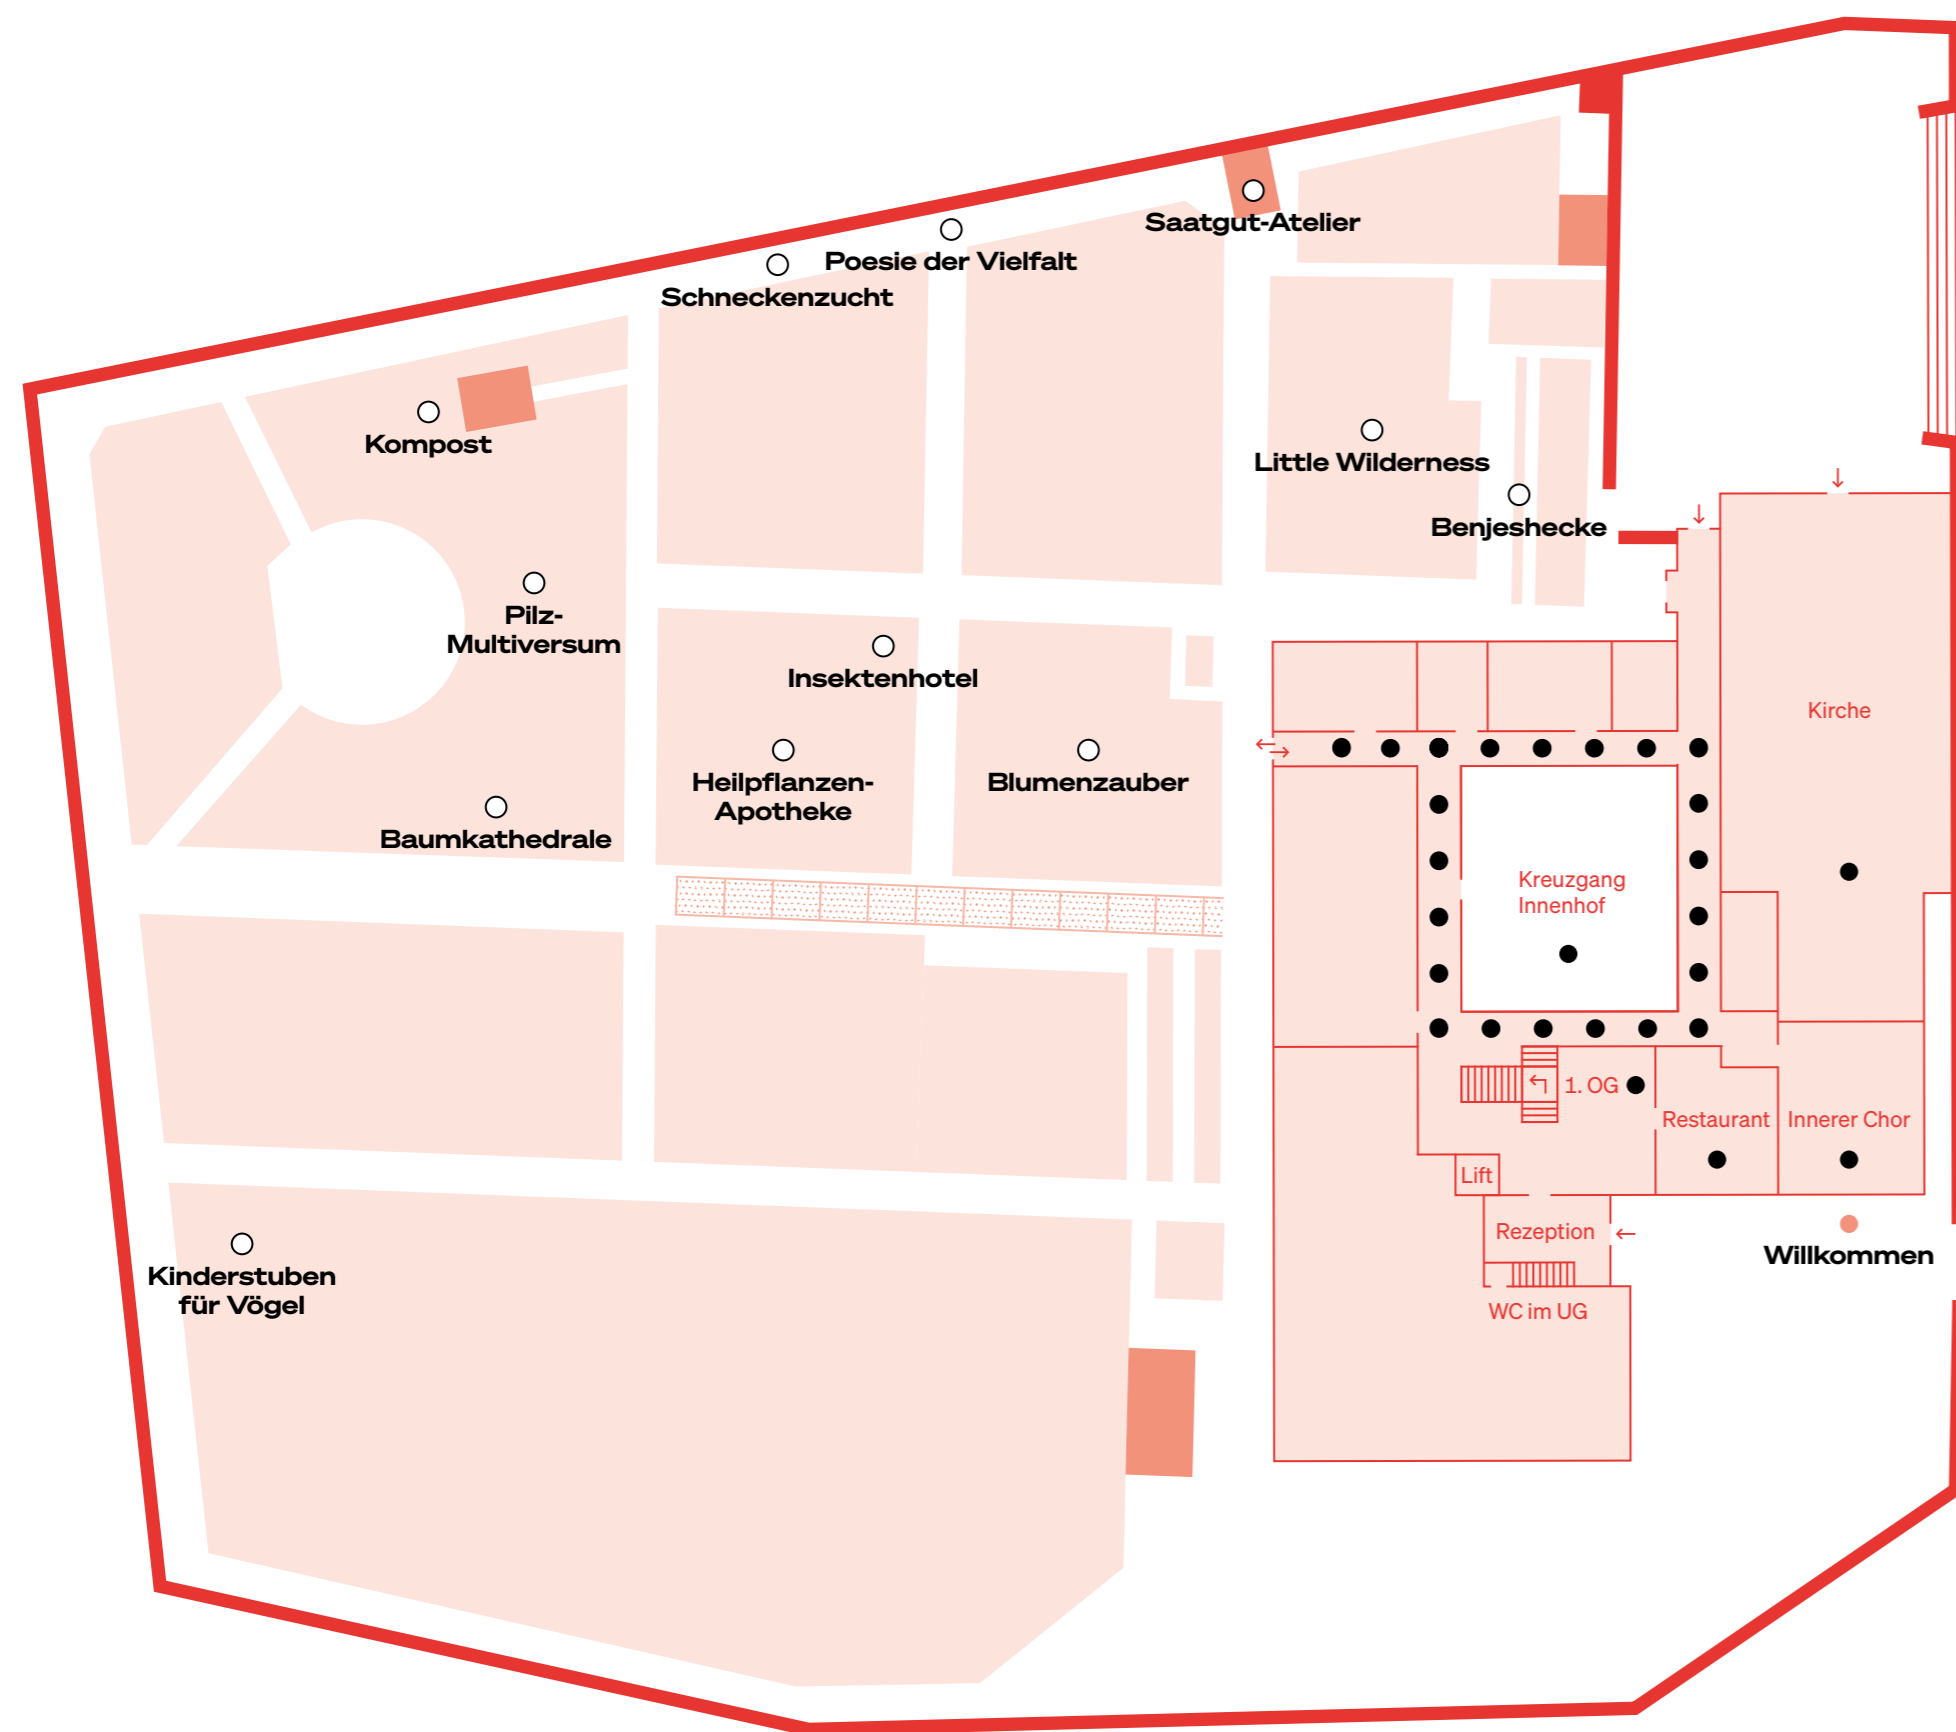 Saatgut-Atelier
Poesie der Vielfalt
Schneckenzucht
Kompost
Little Wilderness
Benjeshecke
Pilz-
Multiversum
Insektenhotel
Kirche
Heilpflanzen-
Apotheke
Blumenzauber
Baumkathedrale
Kreuzgang
Innenhof
1. OG
Restaurant
Innerer Chor
Lift
Rezeption
Willkommen
Kinderstuben
für Vögel
WC im UG